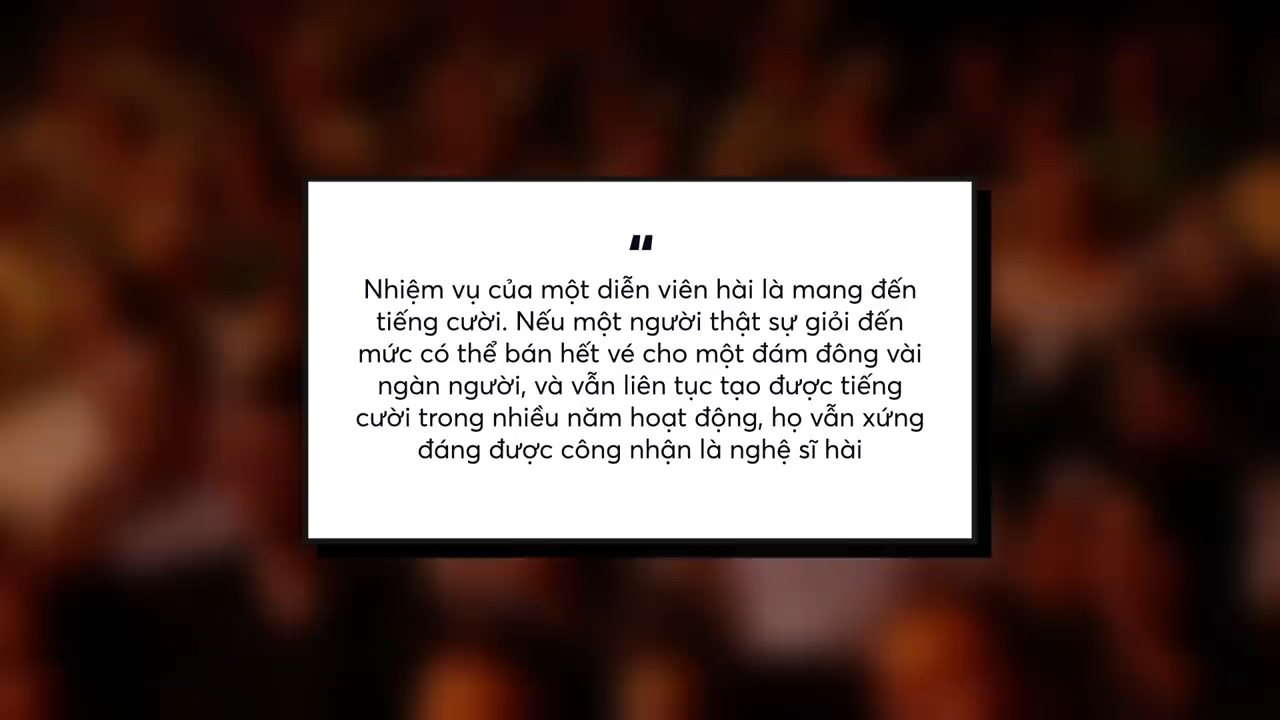 "
Nhiệm vụ của một diễn viên hài là mang đến
tiếng cười. Nếu một người thật sự giỏi đến
mức có thể bán hết vé cho một đám đông vài
ngàn người, và vẫn liên tục tạo được tiếng
cười trong nhiều năm hoạt động, họ vẫn xứng
đáng được công nhận là nghệ sĩ hài